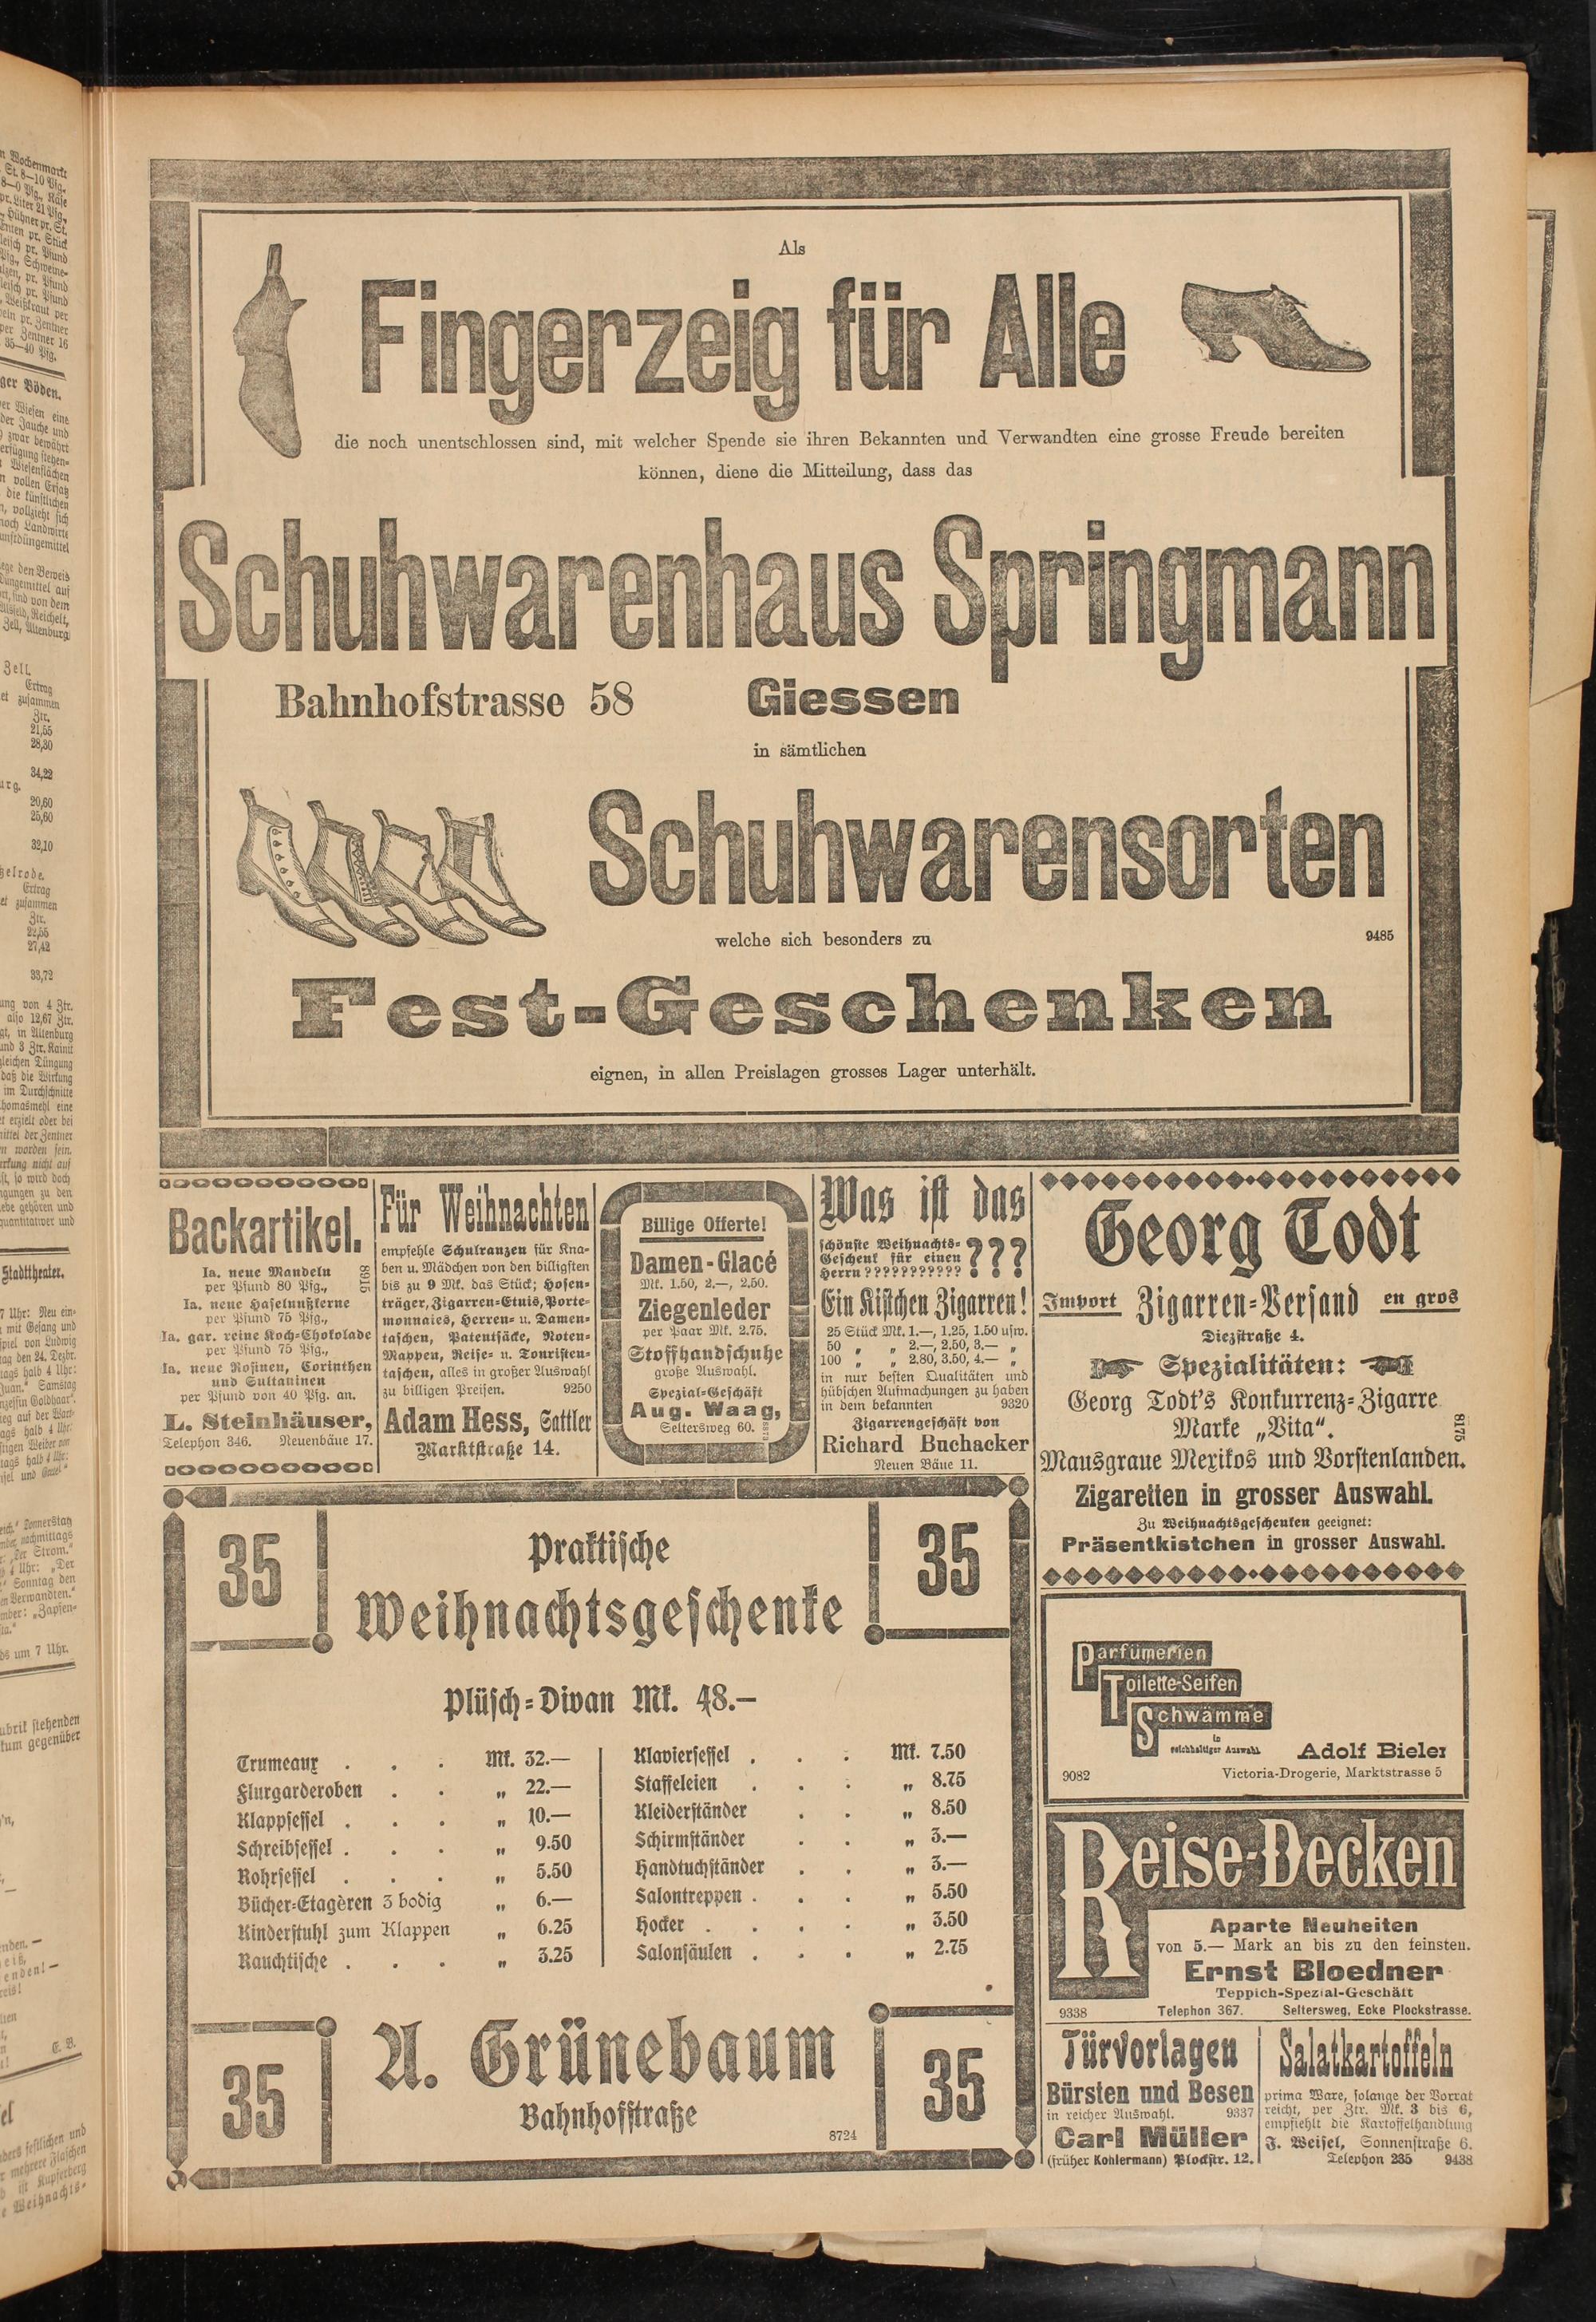 Als
Fingerzeig für Alle
die noch unentschlossen sind, mit welcher Spende sie ihren Bekannten und Verwandten eine grosse Freude bereiten
können, diene die Mitteilung, dass das
Schuhwarenhaus Springmann
Bahnhofstrasse 58 Giessen
in sämtlichen
Schuhwarensorten
welche sich besonders zu
9485
Fest-Geschenken
eignen, in allen Preislagen grosses Lager unterhält.
Backartikel.
Ia. neue Mandeln
per Pfund 80 Pfg.,
Ia. neue Haselnußkerne
per Pfund 75 Pfg.,
Ia. gar. reine Koch-Chokolade
per Pfund 75 Pfg.,
Ia. neue Rosinen, Corinthen
und Sultaninen
per Pfund von 40 Pfg. an.
8916
L. Steinhäuser,
Telephon 346. Neuenbäue 17.
Für Weihnachten
empfehle Schulranzen für Kna-
ben u. Mädchen von den billigsten
bis zu 9 Mk. das Stück; Hosen-
träger, Zigarren-Etuis, Porte-
monnaies, Herren- u. Damen-
taschen, Patentsäcke, Noten-
Mappen, Reise- u. Touristen-
taschen, alles in großer Auswahl
zu billigen Preisen. 9250
Adam Hess, Sattler
Marktstraße 14.
Billige Offerte!
Damen-Glacé
Mk. 1.50, 2.—, 2,50.
Ziegenleder
per Paar Mk. 2.75.
Stoffhandschuhe
große Auswahl.
Spezial-Geschäft
Aug. Waag,
Seltersweg 60.
Was ist das
schönste Weihnachts-
Geschenk für einen
Herrn ???????????
???
Ein Kistchen Zigarren!
25 Stück Mk. 1.—, 1.25, 1.50 usw.
50 „ „ 2.—, 2.50, 3.— „
100 „ „ 2.80, 3.50, 4.— „
in nur besten Qualitäten und
hübschen Aufmachungen zu haben
in dem bekannten 9320
Zigarrengeschäft von
Richard Buchacker
Neuen Bäue 11.
Georg Todt
Import Zigarren-Versand en gros
Diezstraße 4.
Spezialitäten:
Georg Todt's Konkurrenz-Zigarre
Marke „Vita“.
8175
Mausgraue Mexikos und Vorstenlanden.
Zigaretten in grosser Auswahl.
Zu Weihnachtsgeschenken geeignet:
Präsentkistchen in grosser Auswahl.
35 35
Praktische
Weihnachtsgeschenke
Plüsch-Divan Mk. 48.—
Trumeaux . . . Mk. 32.—
Flurgarderoben . . „ 22.—
Klappsessel . . . „ 10.—
Schreibsessel . . . „ 9.50
Rohrsessel . . . „ 5.50
Bücher-Etagèren 3 bödig „ 6.—
Kinderstuhl zum Klappen „ 6.25
Rauchtische . . . „ 3.25
Klaviersessel . . . Mk. 7.50
Staffeleien . . . „ 8.75
Kleiderständer . . „ 8.50
Schirmständer . . „ 3.—
Handtuchständer . . „ 3.—
Salontreppen . . . „ 5.50
Hocker . . . . „ 3.50
Salonsäulen . . . „ 2.75
35 35
A. Grünebaum
Bahnhofstraße
8724
Parfümerien
Toilette-Seifen
Schwämme
in
reichhaltiger Auswahl
Adolf Bieler
9082 Victoria-Drogerie, Marktstrasse 5
Reise-Decken
Aparte Neuheiten
von 5.— Mark an bis zu den feinsten.
Ernst Bloedner
Teppich-Spezial-Geschäft
9338 Telephon 367. Seltersweg, Ecke Plockstrasse.
Türvorlagen
Bürsten und Besen
in reicher Auswahl. 9337
Carl Müller
(früher Kohlermann) Plockstr. 12.
Salatkartoffeln
prima Ware, solange der Vorrat
reicht, per Ztr. Mk. 3 bis 6,
empfiehlt die Kartoffelhandlung
J. Weisel, Sonnenstraße 6.
Telephon 235 9438